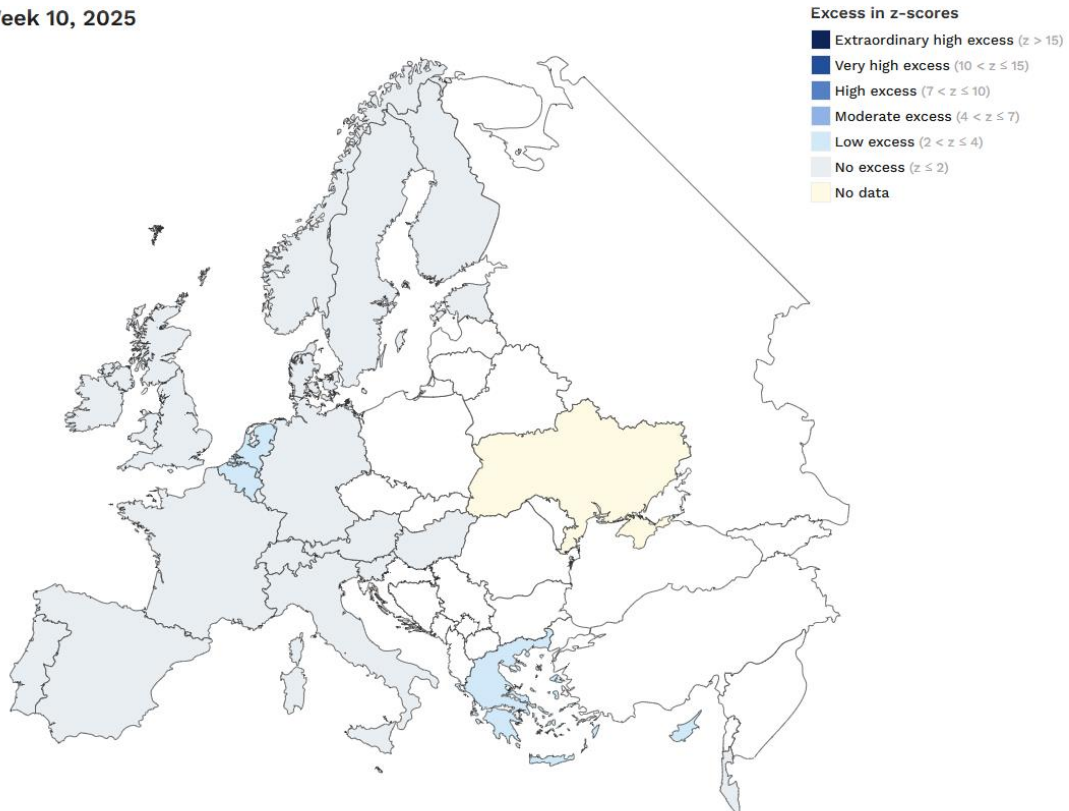 eek 10, 2025
Excess in z-scores
Extraordinary high excess (z > 15)
Very high excess (10 < z ≤ 15)
High excess (7 < z ≤ 10)
Moderate excess (4 < z ≤ 7)
Low excess (2 < z ≤ 4)
No excess (z ≤ 2)
No data